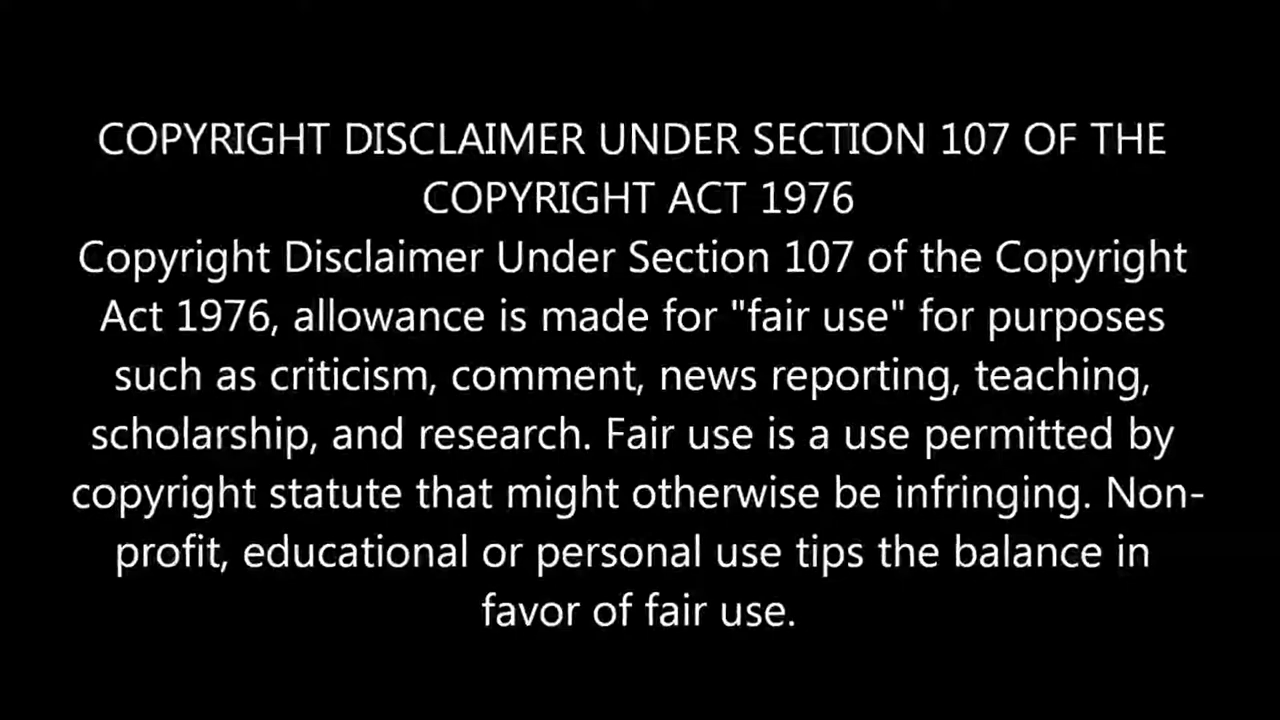 COPYRIGHT DISCLAIMER UNDER SECTION 107 OF THE
COPYRIGHT ACT 1976
Copyright Disclaimer Under Section 107 of the Copyright
Act 1976, allowance is made for "fair use" for purposes
such as criticism, comment, news reporting, teaching,
scholarship, and research. Fair use is a use permitted by
copyright statute that might otherwise be infringing. Non-
profit, educational or personal use tips the balance in
favor of fair use.